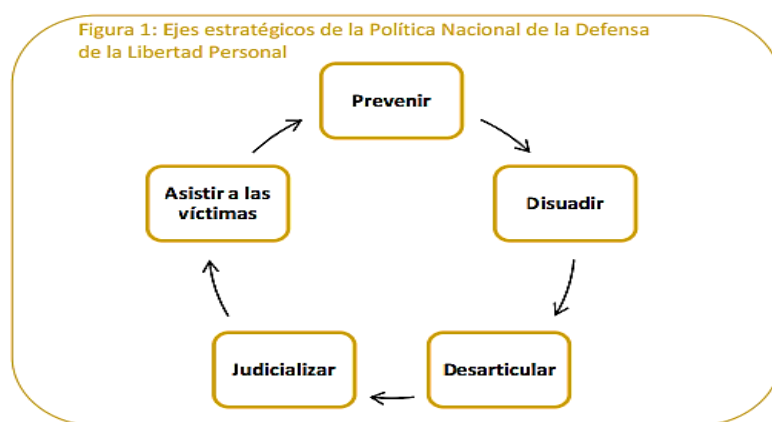 Figura 1: Ejes estratégicos de la Política Nacional de la Defensa
de la Libertad Personal
Prevenir
Disuadir
Desarticular
Judicializar
Asistir a las
víctimas